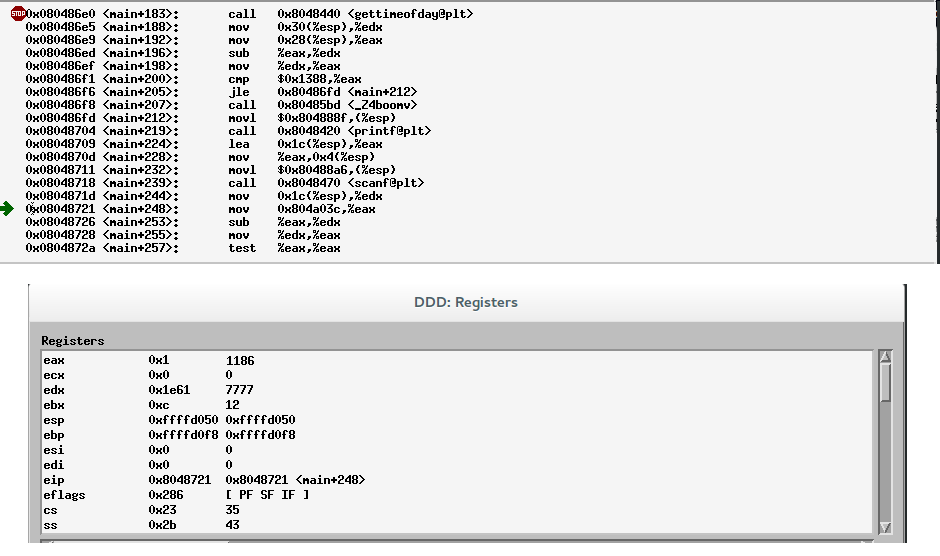 STOP 0x080486e0 <main+183>: call 0x8048440 <gettimeofday@plt>
0x080486e5 <main+188>: mov 0x30(%esp),%edx
0x080486e9 <main+192>: mov 0x28(%esp),%eax
0x080486ed <main+196>: sub %eax,%edx
0x080486ef <main+198>: mov %edx,%eax
0x080486f1 <main+200>: cmp $0x1388,%eax
0x080486f6 <main+205>: jle 0x80486fd <main+212>
0x080486f8 <main+207>: call 0x80485bd <_Z4boomv>
0x080486fd <main+212>: movl $0x804888f,(%esp)
0x08048704 <main+219>: call 0x8048420 <printf@plt>
0x08048709 <main+224>: lea 0x1c(%esp),%eax
0x0804870d <main+228>: mov %eax,0x4(%esp)
0x08048711 <main+232>: movl $0x80488a6,(%esp)
0x08048718 <main+239>: call 0x8048470 <scanf@plt>
0x0804871d <main+244>: mov 0x1c(%esp),%edx
0x08048721 <main+248>: mov 0x804a03c,%eax
0x08048726 <main+253>: sub %eax,%edx
0x08048728 <main+255>: mov %edx,%eax
0x0804872a <main+257>: test %eax,%eax
DDD: Registers
Registers
eax 0x1 1186
ecx 0x0 0
edx 0x1e61 7777
ebx 0xc 12
esp 0xffffd050 0xffffd050
ebp 0xffffd0f8 0xffffd0f8
esi 0x0 0
edi 0x0 0
eip 0x8048721 0x8048721 <main+248>
eflags 0x286 [ PF SF IF ]
cs 0x23 35
ss 0x2b 43